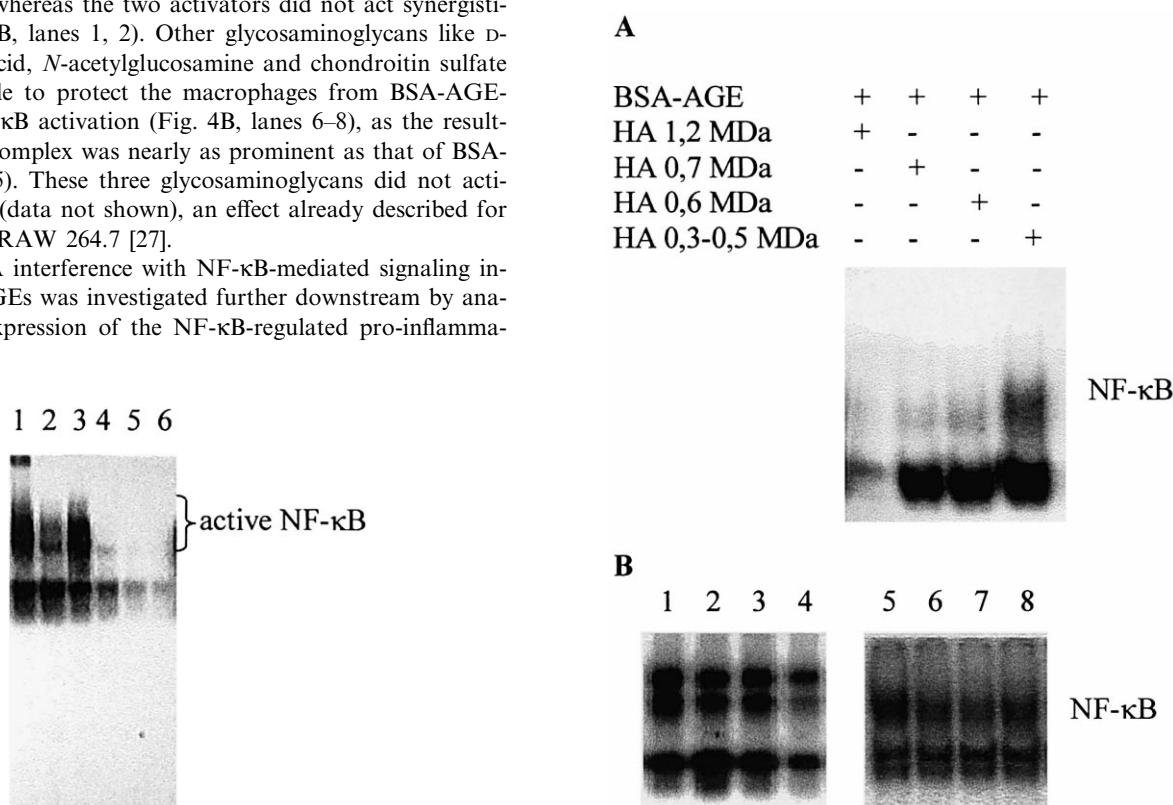 whereas the two activators did not act synergisti-
B, lanes 1, 2). Other glycosaminoglycans like D-
cid, N-acetylglucosamine and chondroitin sulfate
le to protect the macrophages from BSA-AGE-
κB activation (Fig. 4B, lanes 6–8), as the result-
omplex was nearly as prominent as that of BSA-
5). These three glycosaminoglycans did not acti-
(data not shown), an effect already described for
RAW 264.7 [27].
A interference with NF-κB-mediated signaling in-
GEs was investigated further downstream by ana-
xpression of the NF-κB-regulated pro-inflamma-
1 2 3 4 5 6
active NF-κB
A
BSA-AGE + + + +
HA 1,2 MDa + - - -
HA 0,7 MDa - + - -
HA 0,6 MDa - - + -
HA 0,3-0,5 MDa - - - +
NF-κB
B
1 2 3 4 5 6 7 8
NF-κB